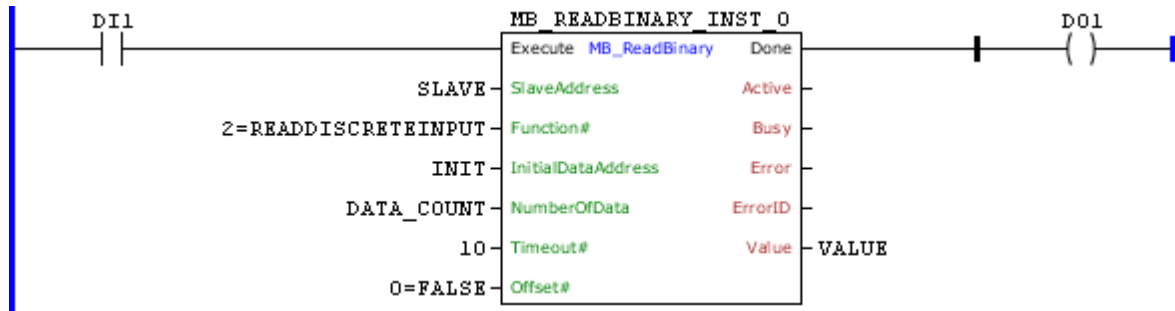 DI1 MB_READBINARY_INST_0 DO1
Execute MB_ReadBinary Done
SLAVE SlaveAddress Active
2=READDISCRETEINPUT Function# Busy
INIT InitialDataAddress Error
DATA_COUNT NumberOfData ErrorID
10 Timeout# Value VALUE
0=FALSE Offset#